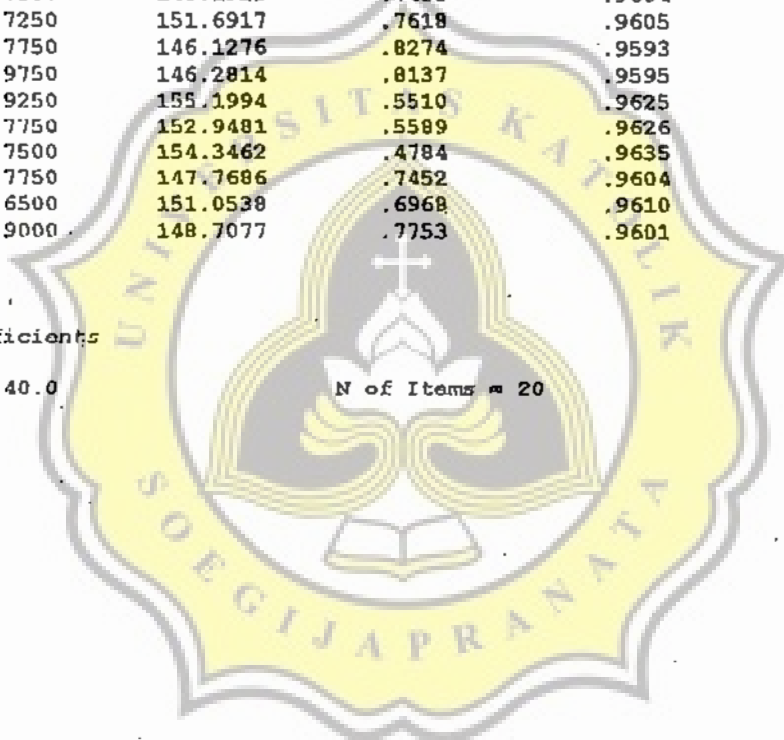 7250 151.6917 .7618 .9605
7750 146.1276 .8274 .9593
9750 146.2814 .8137 .9595
9250 155.1994 .5510 .9625
7750 152.9481 .5589 .9626
7500 154.3462 .4784 .9635
7750 147.7686 .7452 .9604
6500 151.0538 .6968 .9610
9000 148.7077 .7753 .9601
ficients
40.0 N of Items = 20
UNIVERSITAS KATOLIK
SOEGIJAPRANATA